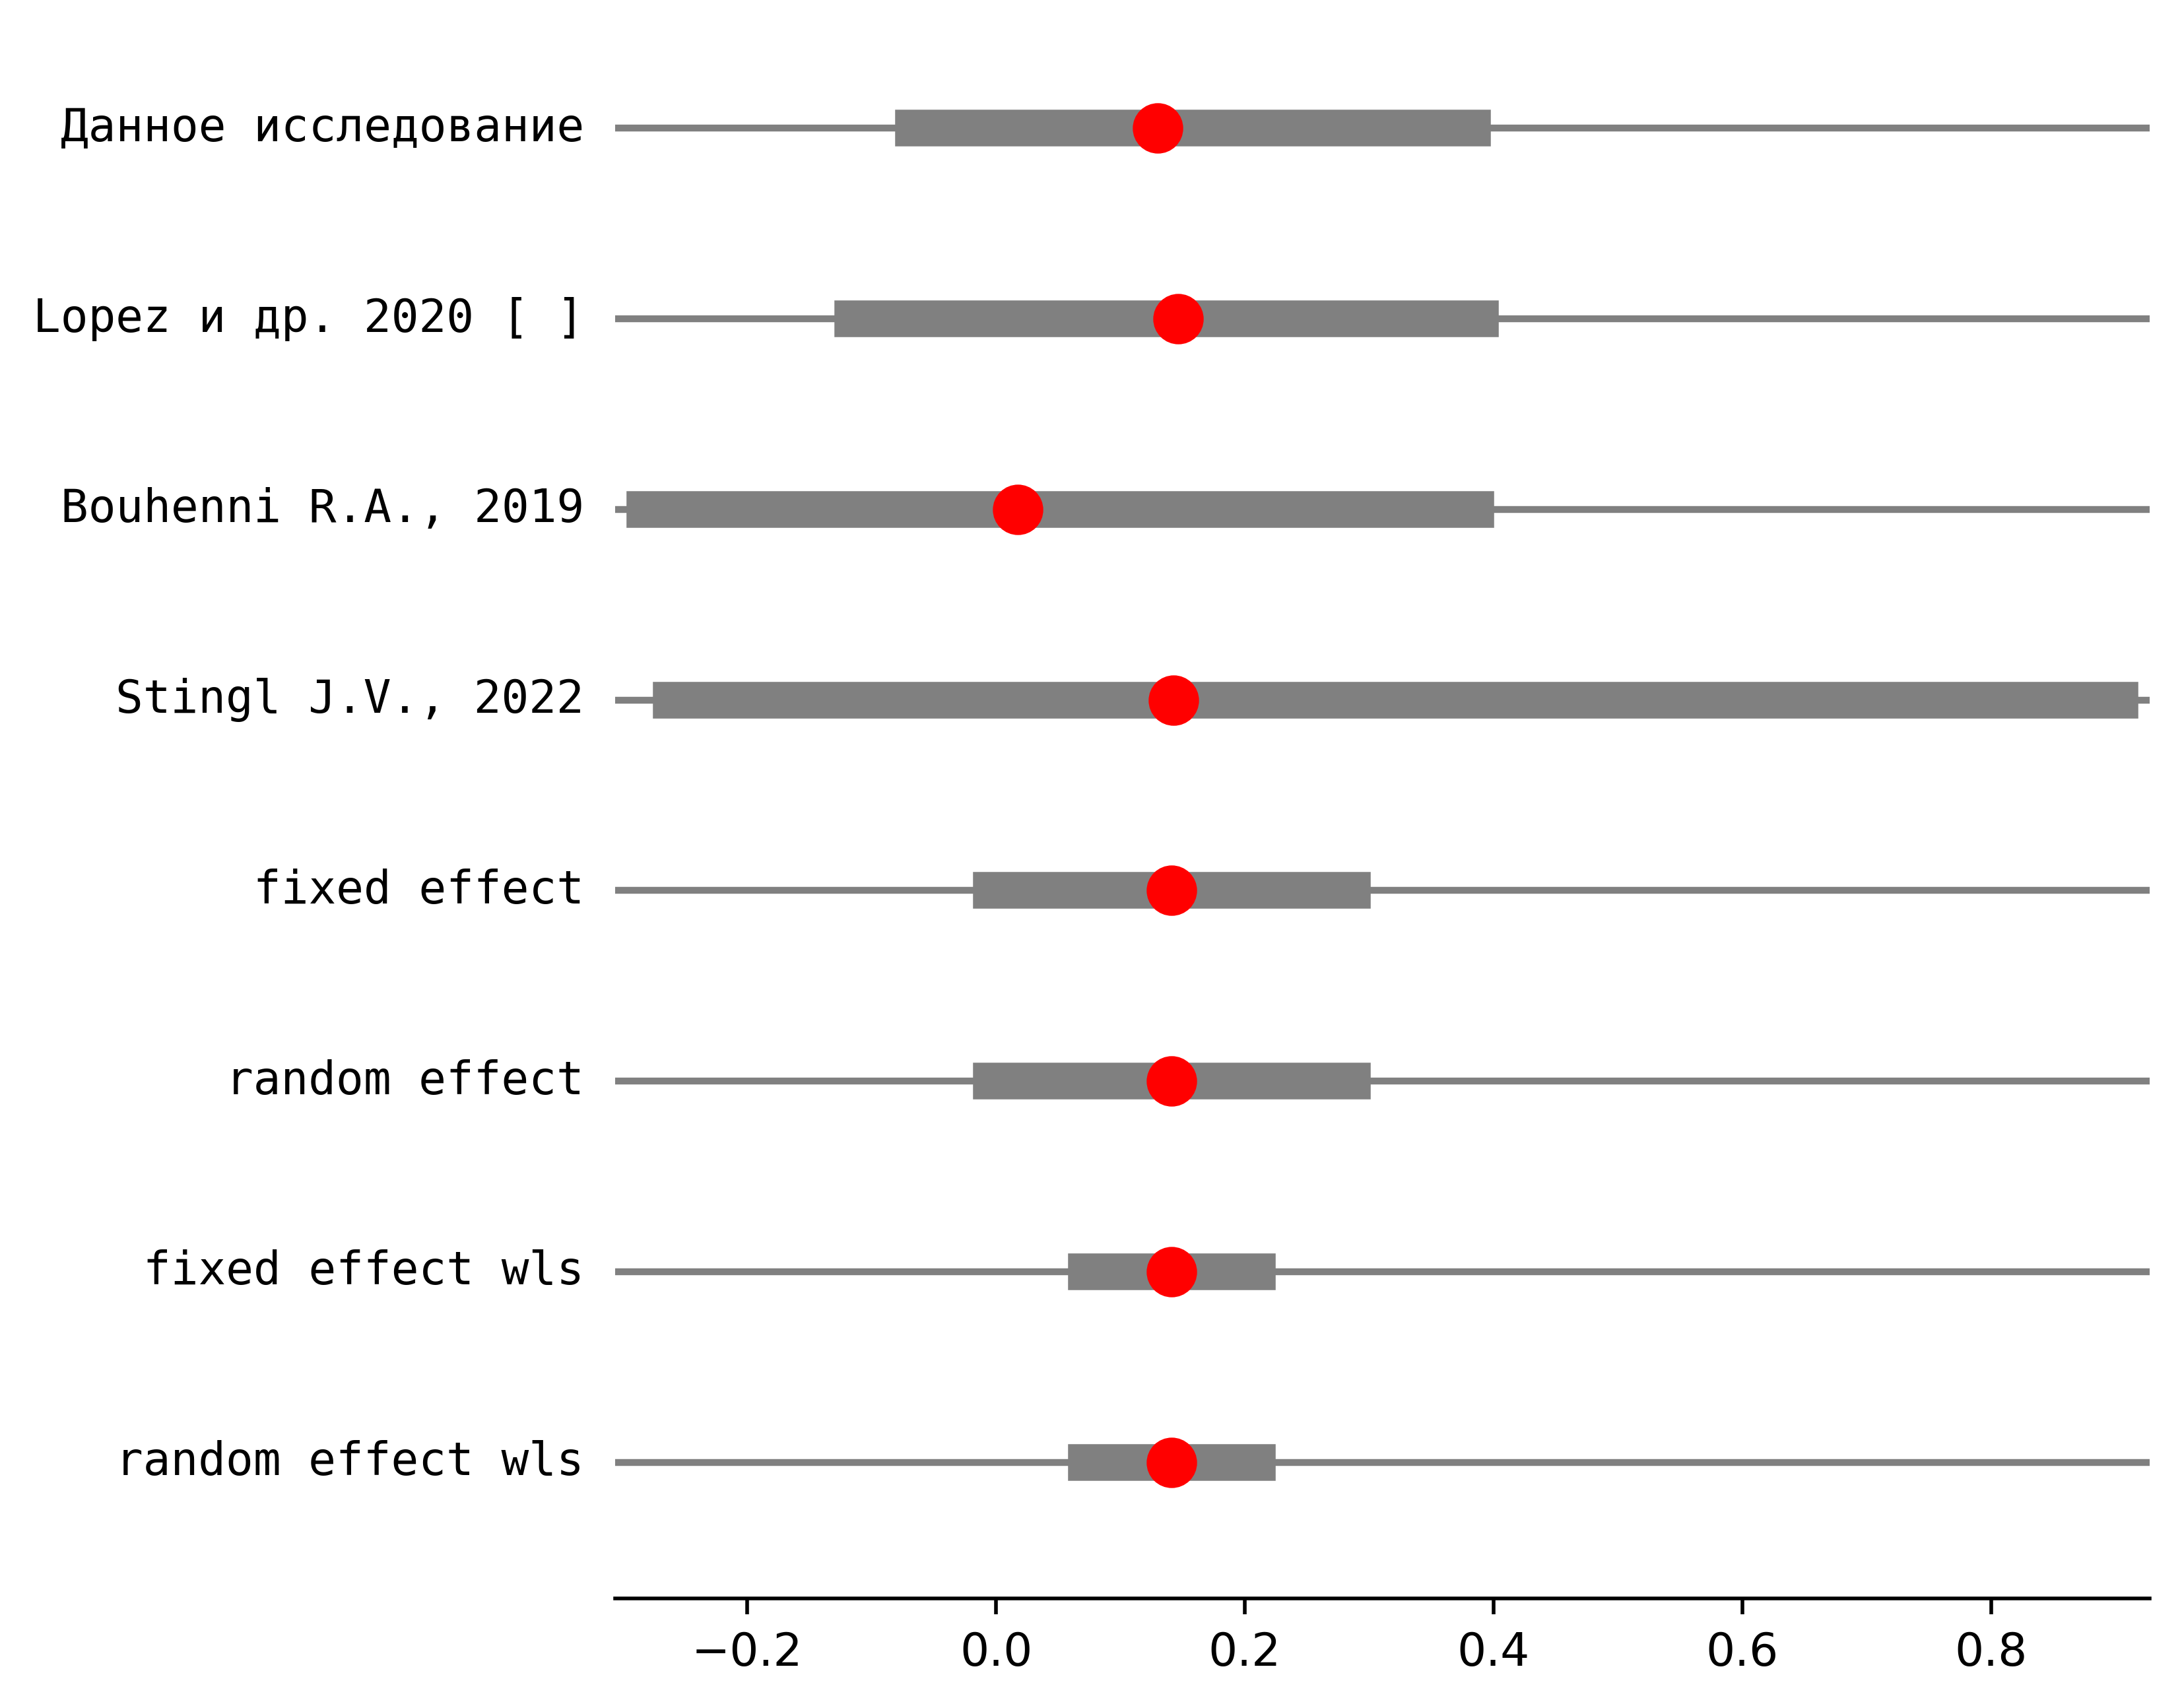 Данное исследование
Lopez и др. 2020 [ ]
Bouhenni R.A., 2019
Stingl J.V., 2022
fixed effect
random effect
fixed effect wls
random effect wls
−0.2 0.0 0.2 0.4 0.6 0.8